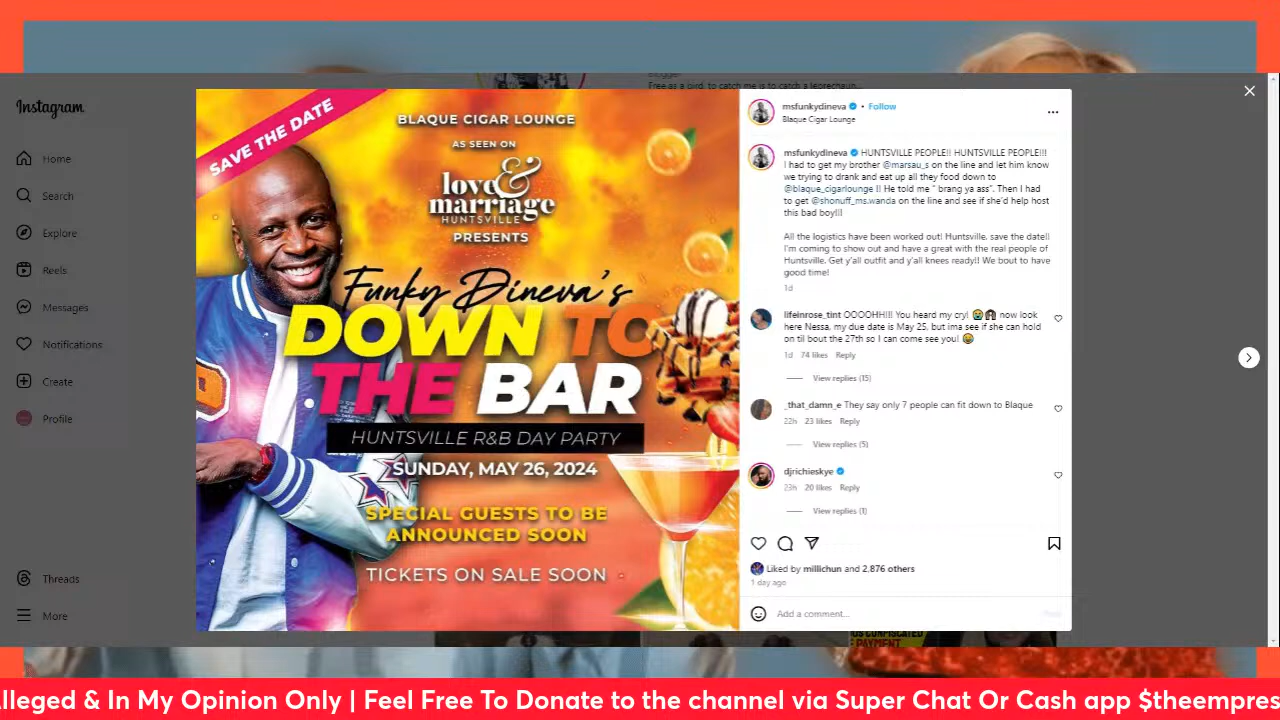 Instagram
Home
Search
Explore
Reels
Messages
Notifications
Create
Profile
Threads
More
Free as a bird, to catch me is to catch a leprechaun...
SAVE THE DATE
BLAQUE CIGAR LOUNGE
AS SEEN ON
love &
marriage
HUNTSVILLE
PRESENTS
Funky Dineva's
DOWN TO
THE BAR
HUNTSVILLE R&B DAY PARTY
SUNDAY, MAY 26, 2024
SPECIAL GUESTS TO BE
ANNOUNCED SOON
TICKETS ON SALE SOON
msfunkydineva • Follow
Blaque Cigar Lounge
msfunkydineva HUNTSVILLE PEOPLE!! HUNTSVILLE PEOPLE!!!
I had to get my brother @marsau_s on the line and let him know
we trying to drank and eat up all they food down to
@blaque_cigarlounge !! He told me " brang ya ass". Then I had
to get @shonuff_ms.wanda on the line and see if she'd help host
this bad boy!!!
All the logistics have been worked out! Huntsville, save the date!!
I'm coming to show out and have a great with the real people of
Huntsville. Get y'all outfit and y'all knees ready!! We bout to have
good time!
1d
lifeinrose_tint OOOOHH!!! You heard my cry! 😭 now look
here Nessa, my due date is May 25, but ima see if she can hold
on til bout the 27th so I can come see you! 😂
1d 74 likes Reply
View replies (15)
_that_damn_e They say only 7 people can fit down to Blaque
22h 23 likes Reply
View replies (5)
djrichieskye
23h 20 likes Reply
View replies (1)
Liked by millichun and 2,876 others
1 day ago
Add a comment...
PAYMENT
lleged & In My Opinion Only | Feel Free To Donate to the channel via Super Chat Or Cash app $theempres